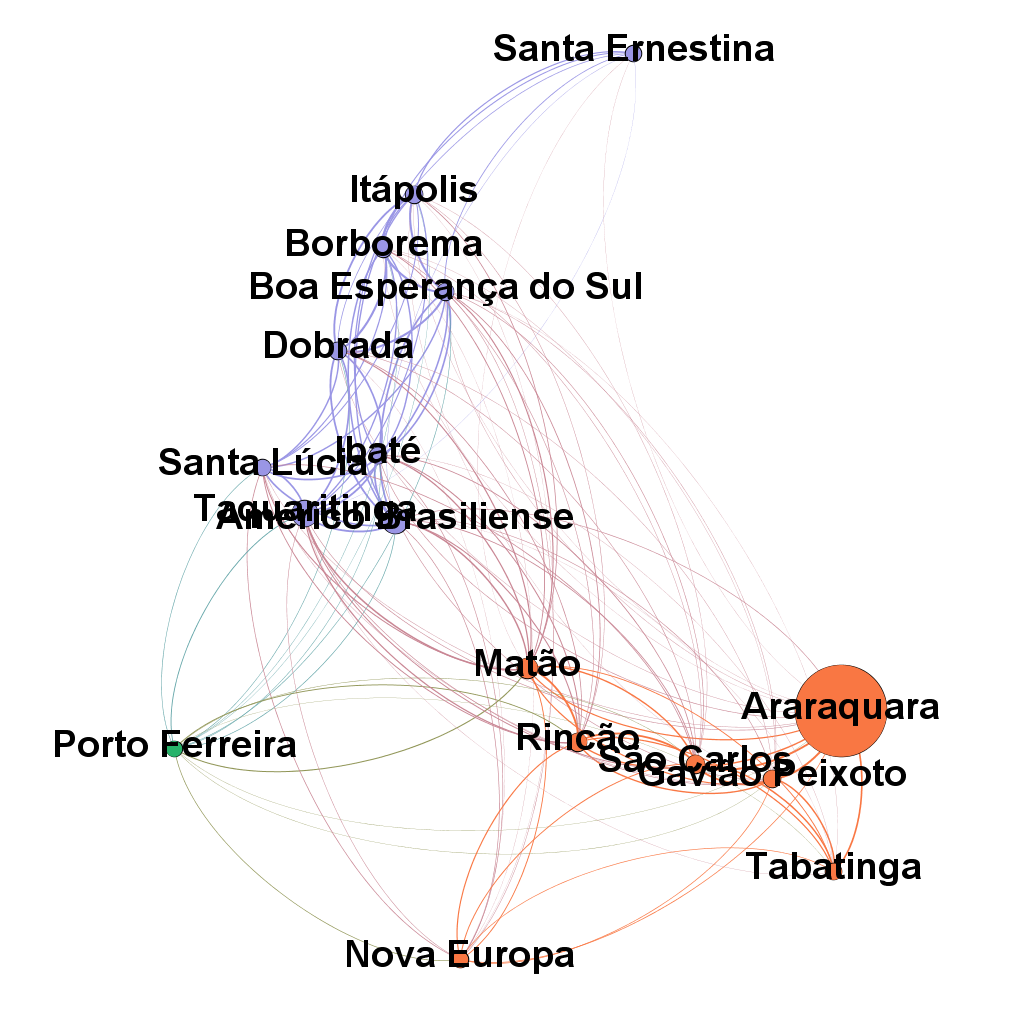 Santa Ernestina
Itápolis
Borborema
Boa Esperança do Sul
Dobrada
Ibaté
Santa Lúcia
Taquaritinga
Américo Brasiliense
Matão
Araraquara
Rincão
Porto Ferreira
São Carlos
Gavião Peixoto
Tabatinga
Nova Europa